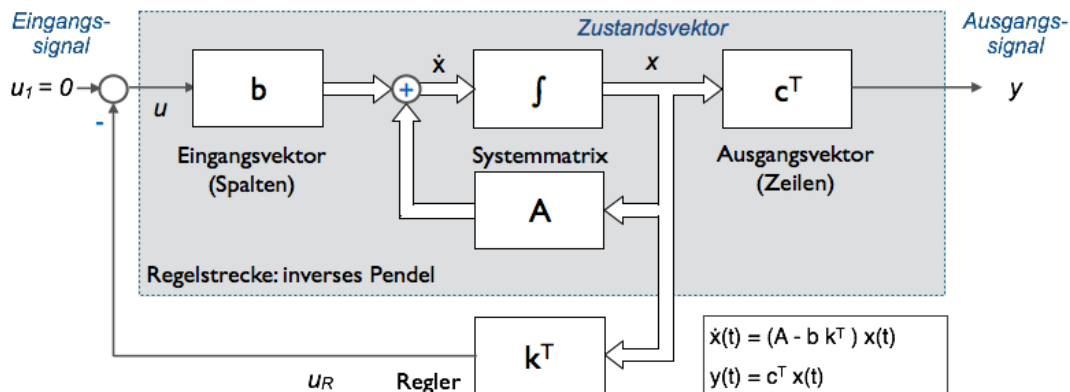 Eingangs-
signal
Zustandsvektor
Ausgangs-
signal
u₁ = 0
-
u
b
+
ẋ
∫
x
cᵀ
y
Eingangsvektor
(Spalten)
Systemmatrix
Ausgangsvektor
(Zeilen)
A
Regelstrecke: inverses Pendel
kᵀ
u_R
Regler
ẋ(t) = (A - b kᵀ ) x(t)
y(t) = cᵀ x(t)